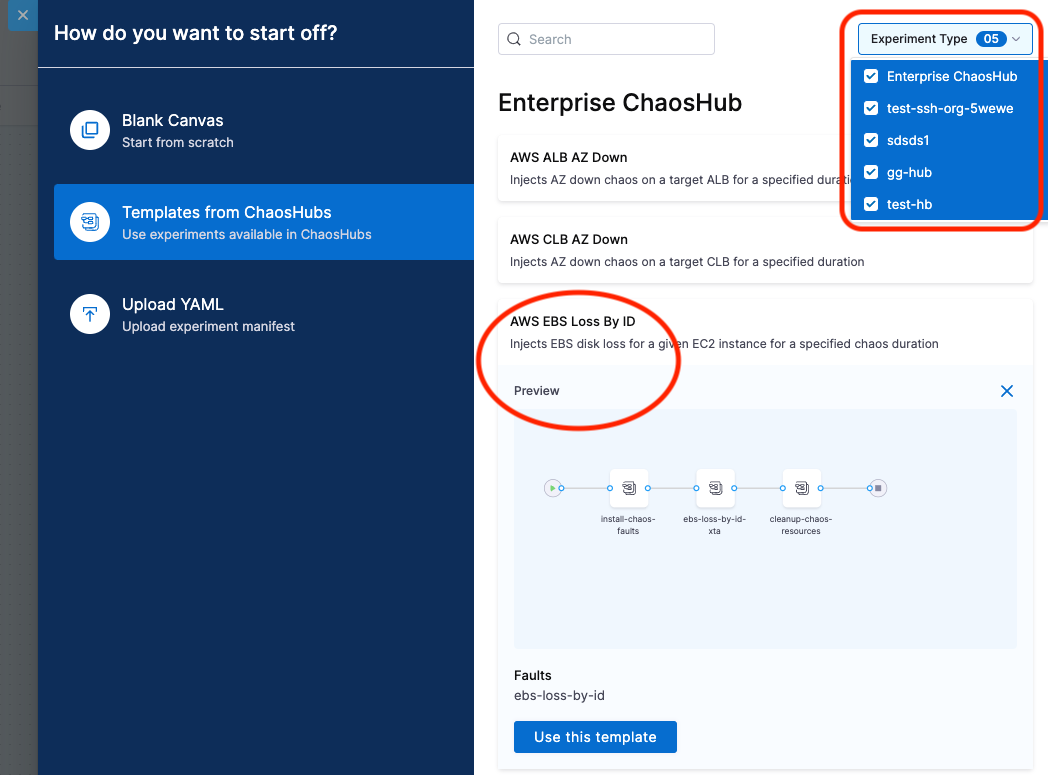 How do you want to start off?
Blank Canvas
Start from scratch
Templates from ChaosHubs
Use experiments available in ChaosHubs
Upload YAML
Upload experiment manifest
Search
Experiment Type 05
Enterprise ChaosHub
test-ssh-org-5wewe
sdsds1
gg-hub
test-hb
Enterprise ChaosHub
AWS ALB AZ Down
Injects AZ down chaos on a target ALB for a specified
AWS CLB AZ Down
Injects AZ down chaos on a target CLB for a specified duration
AWS EBS Loss By ID
Injects EBS disk loss for a given EC2 instance for a specified chaos duration
Preview
install-chaos-
faults
ebs-loss-by-id-
xta
cleanup-chaos-
resources
Faults
ebs-loss-by-id
Use this template